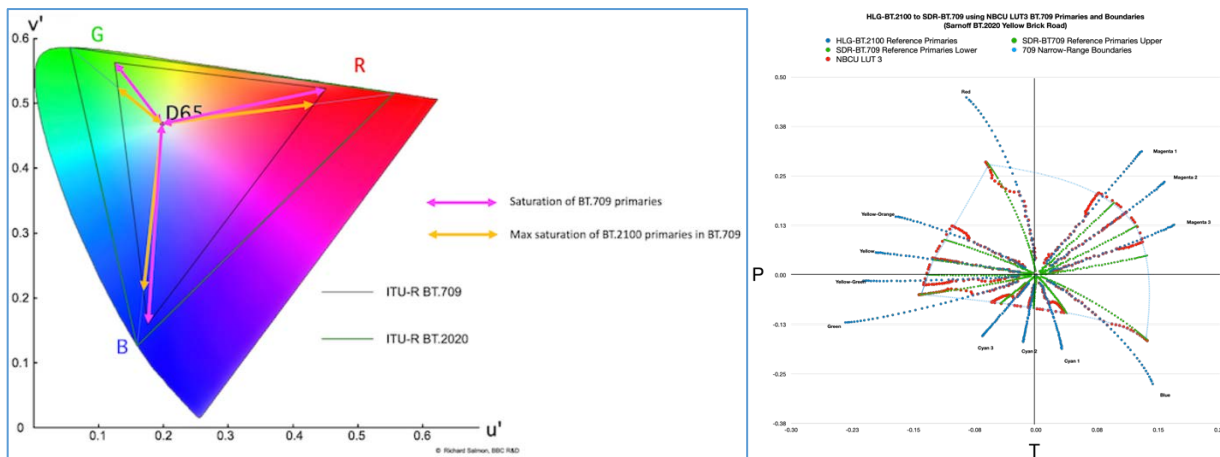 v'
0.6
0.5
0.4
0.3
0.2
0.1
0
G
R
D65
B
Saturation of BT.709 primaries
Max saturation of BT.2100 primaries in BT.709
ITU-R BT.709
ITU-R BT.2020
0.1
0.2
0.3
0.4
0.5
0.6
u'
© Richard Salmon, BBC R&D
HLG-BT.2100 to SDR-BT.709 using NBCU LUT3 BT.709 Primaries and Boundaries
(Sarnoff BT.2020 Yellow Brick Road)
HLG-BT.2100 Reference Primaries
SDR-BT709 Reference Primaries Upper
SDR-BT.709 Reference Primaries Lower
709 Narrow-Range Boundaries
NBCU LUT 3
0.50
0.38
0.25
0.13
0.00
-0.13
-0.25
-0.38
P
Red
Magenta 1
Magenta 2
Magenta 3
Yellow-Orange
Yellow
Yellow-Green
Green
Cyan 3
Cyan 2
Cyan 1
Blue
-0.30
-0.23
-0.15
-0.08
0.00
0.08
0.15
0.23
T